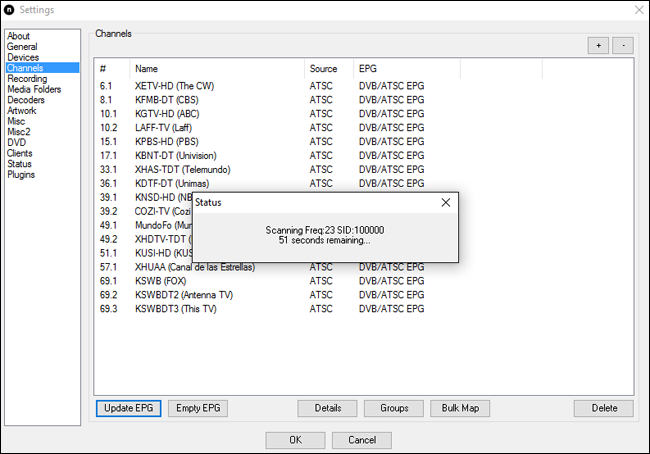 n Settings
About
General
Devices
Channels
Recording
Media Folders
Decoders
Artwork
Misc
Misc2
DVD
Clients
Status
Plugins
Channels
+ -
# Name Source EPG
6.1 XETV-HD (The CW) ATSC DVB/ATSC EPG
8.1 KFMB-DT (CBS) ATSC DVB/ATSC EPG
10.1 KGTV-HD (ABC) ATSC DVB/ATSC EPG
10.2 LAFF-TV (Laff) ATSC DVB/ATSC EPG
15.1 KPBS-HD (PBS) ATSC DVB/ATSC EPG
17.1 KBNT-DT (Univision) ATSC DVB/ATSC EPG
33.1 XHAS-TDT (Telemundo) ATSC DVB/ATSC EPG
36.1 KDTF-DT (Unimas) ATSC DVB/ATSC EPG
39.1 KNSD-HD (NB
39.2 COZI-TV (Cozi
49.1 MundoFo (Mun
49.2 XHDTV-TDT (
51.1 KUSI-HD (KUS
57.1 XHUAA (Canal de las Estrellas) ATSC DVB/ATSC EPG
69.1 KSWB (FOX) ATSC DVB/ATSC EPG
69.2 KSWBDT2 (Antenna TV) ATSC DVB/ATSC EPG
69.3 KSWBDT3 (This TV) ATSC DVB/ATSC EPG
Status
Scanning Freq:23 SID:100000
51 seconds remaining...
Update EPG Empty EPG Details Groups Bulk Map Delete
OK Cancel